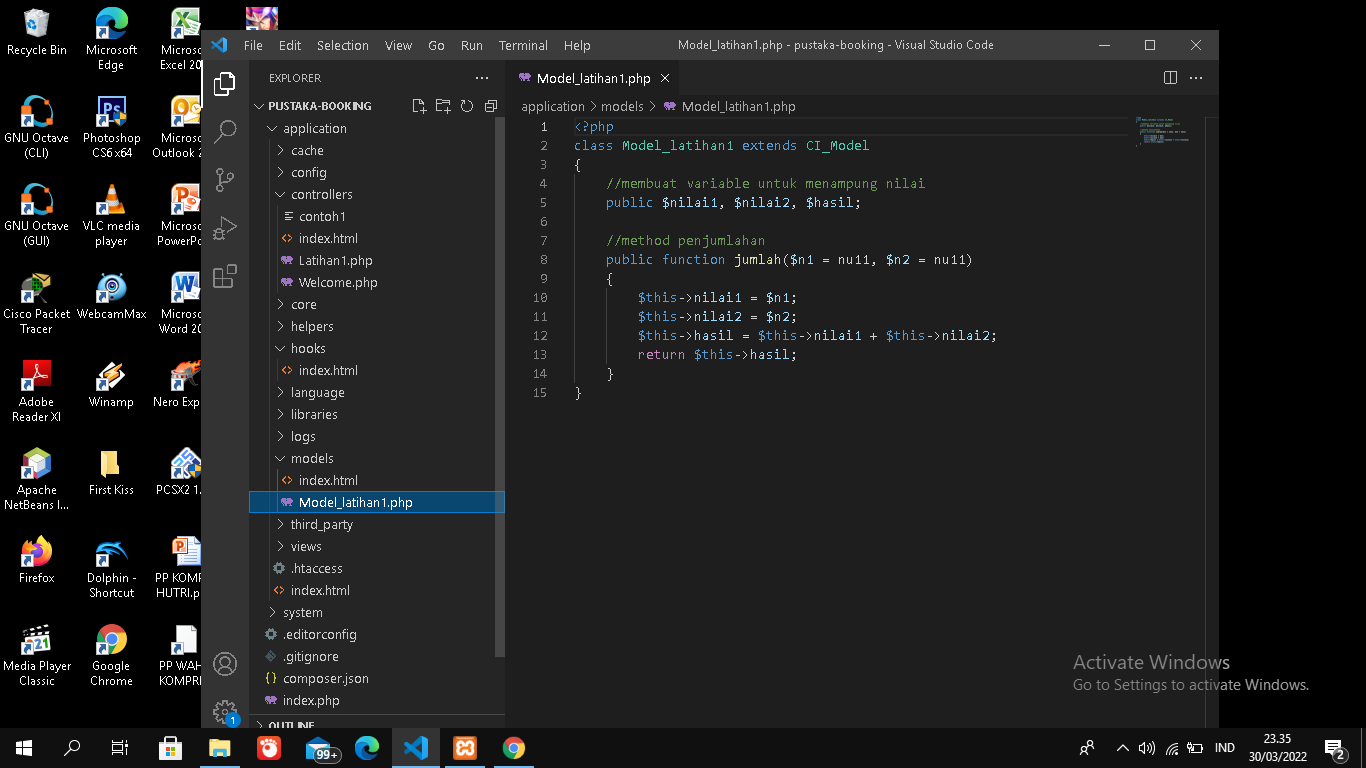 Recycle Bin
Microsoft Edge
Microso
Excel 20
GNU Octave (CLI)
Photoshop CS6 x64
Microso
Outlook 2
GNU Octave (GUI)
VLC media player
Microso
PowerPo
Cisco Packet Tracer
WebcamMax
Microso
Word 20
Adobe Reader XI
Winamp
Nero Exp
Apache NetBeans I...
First Kiss
PCSX2 1.
Firefox
Dolphin - Shortcut
PP KOMP
HUTRI.p
Media Player Classic
Google Chrome
PP WAH
KOMPRE
File Edit Selection View Go Run Terminal Help
Model_latihan1.php - pustaka-booking - Visual Studio Code
EXPLORER
PUSTAKA-BOOKING
application
cache
config
controllers
contoh1
index.html
Latihan1.php
Welcome.php
core
helpers
hooks
index.html
language
libraries
logs
models
index.html
Model_latihan1.php
third_party
views
.htaccess
index.html
system
.editorconfig
.gitignore
composer.json
index.php
OUTLINE
1
Model_latihan1.php
application > models > Model_latihan1.php
1 <?php
2 class Model_latihan1 extends CI_Model
3 {
4 //membuat variable untuk menampung nilai
5 public $nilai1, $nilai2, $hasil;
6
7 //method penjumlahan
8 public function jumlah($n1 = nu11, $n2 = nu11)
9 {
10 $this->nilai1 = $n1;
11 $this->nilai2 = $n2;
12 $this->hasil = $this->nilai1 + $this->nilai2;
13 return $this->hasil;
14 }
15 }
Activate Windows
Go to Settings to activate Windows.
99+
IND
23.35
30/03/2022
2